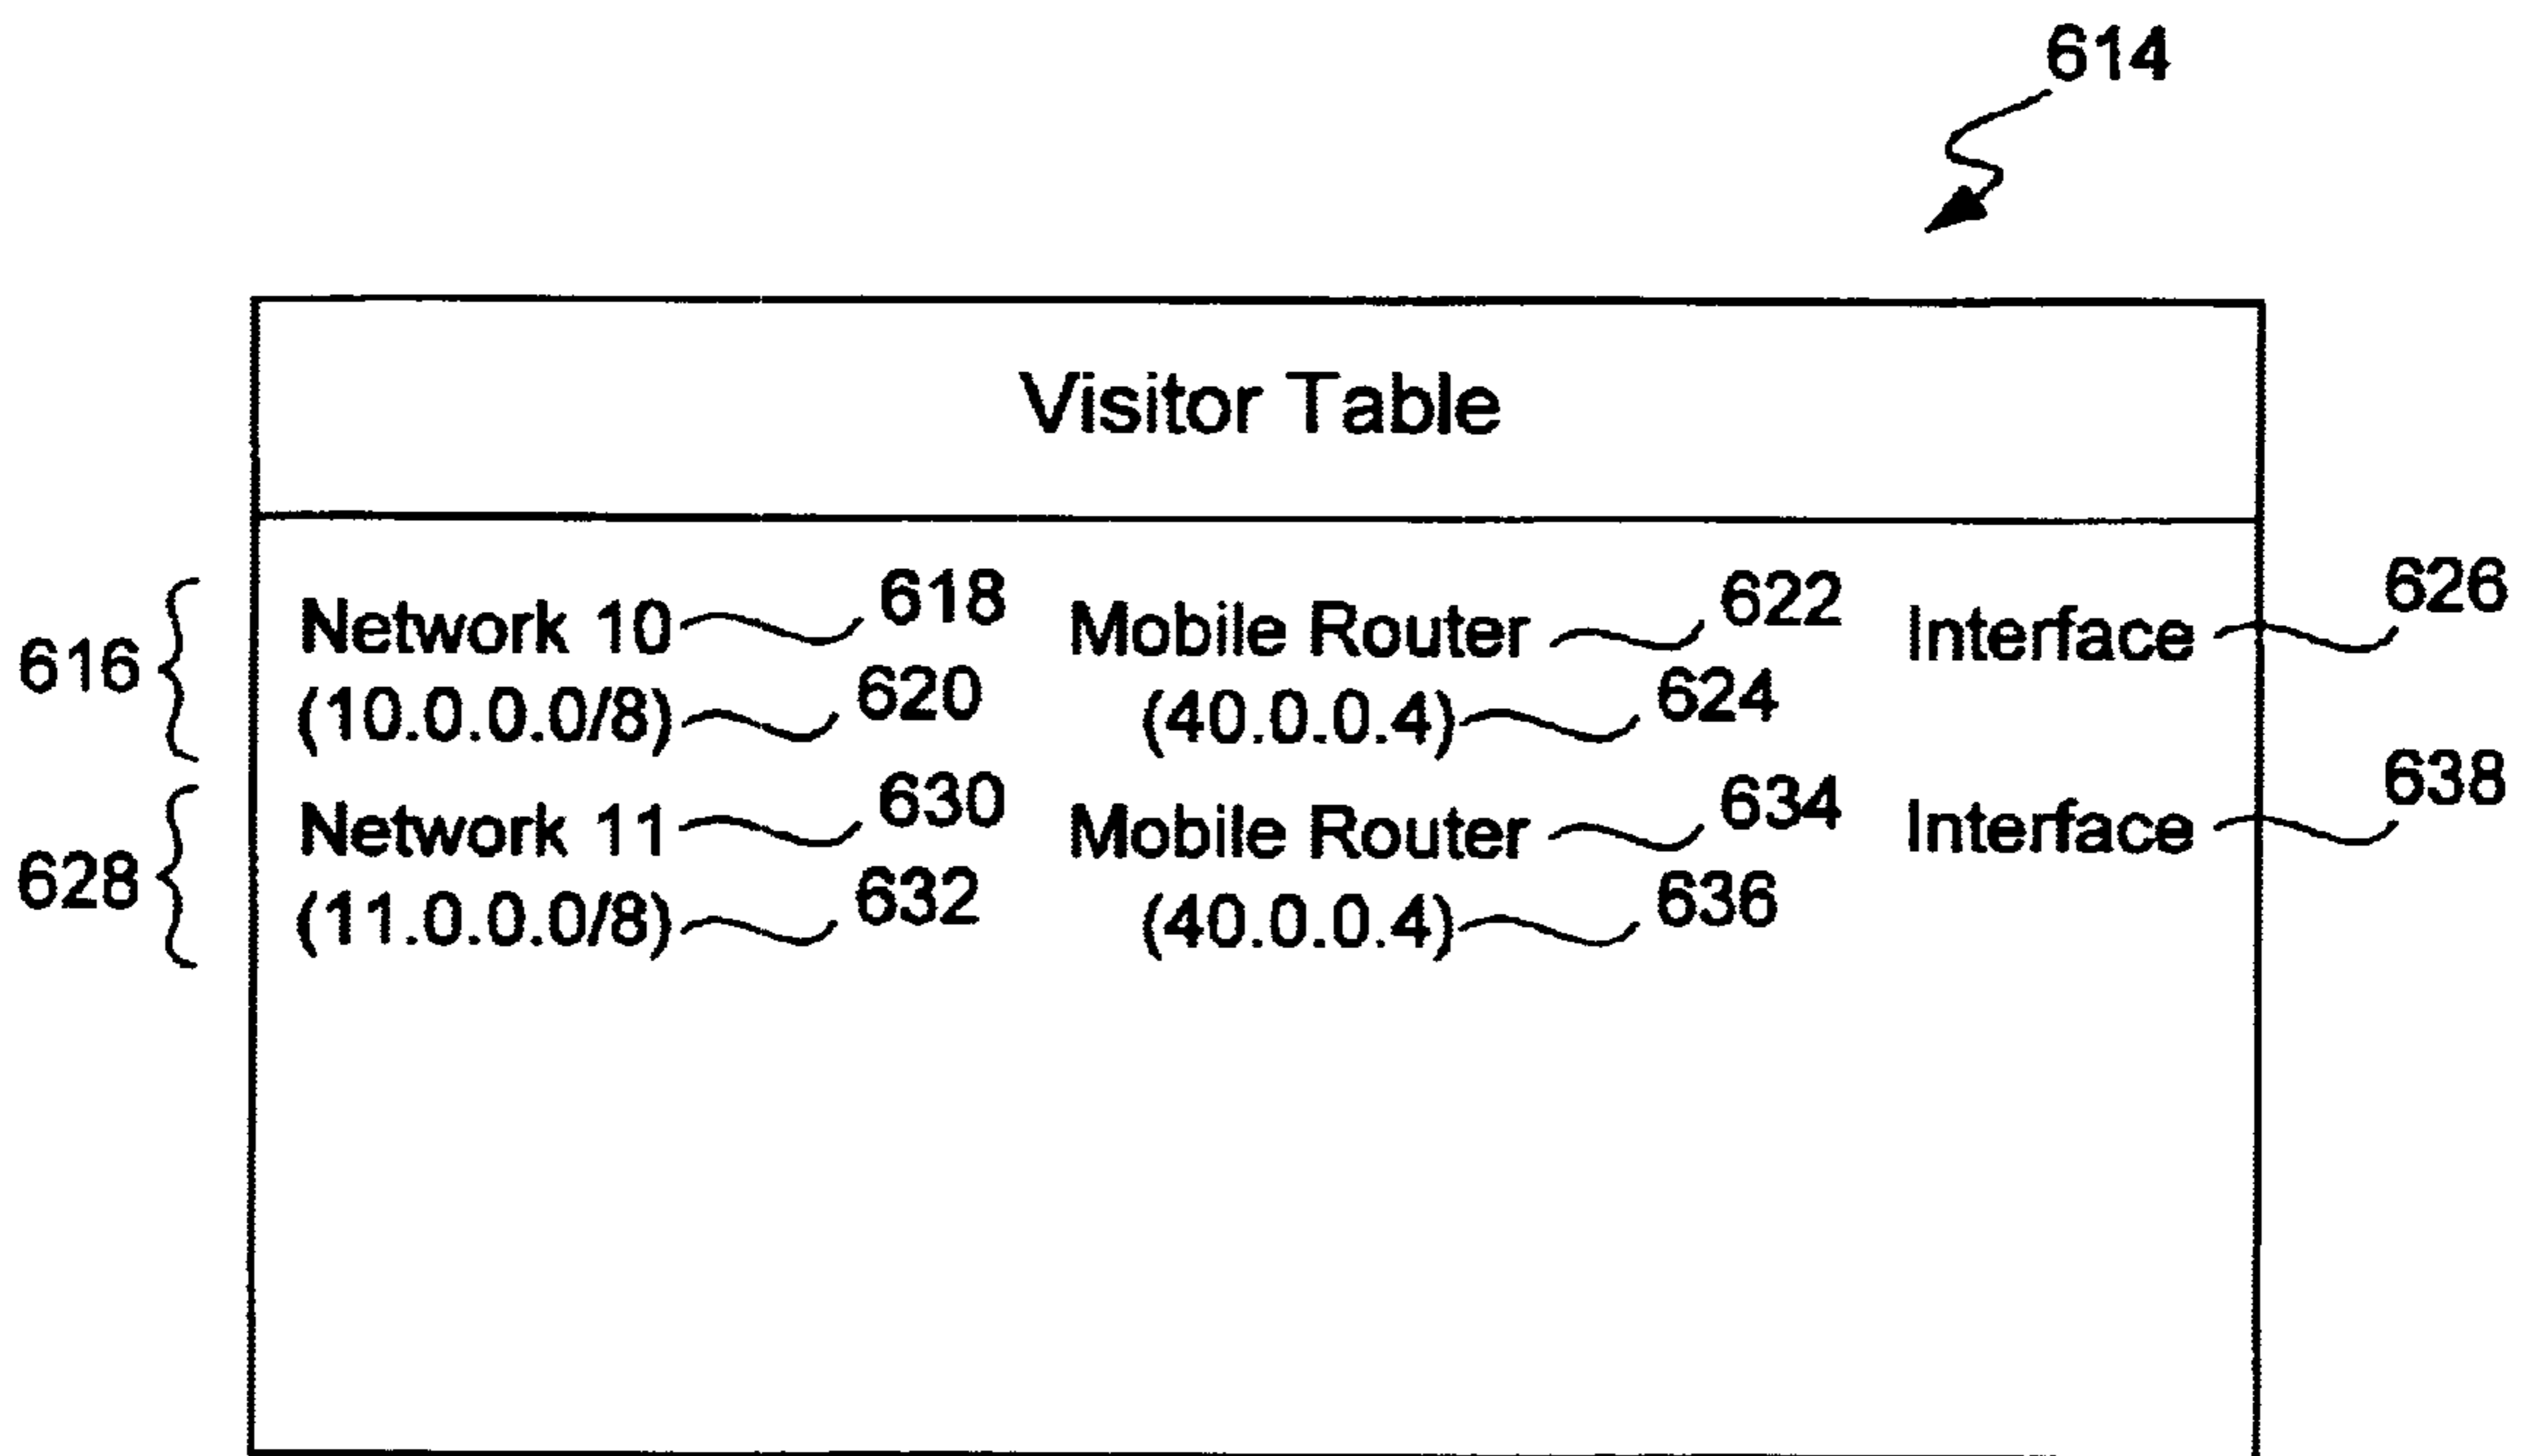 614
Visitor Table
616 Network 10 618 Mobile Router 622 Interface 626
(10.0.0.0/8) 620 (40.0.0.4) 624
628 Network 11 630 Mobile Router 634 Interface 638
(11.0.0.0/8) 632 (40.0.0.4) 636